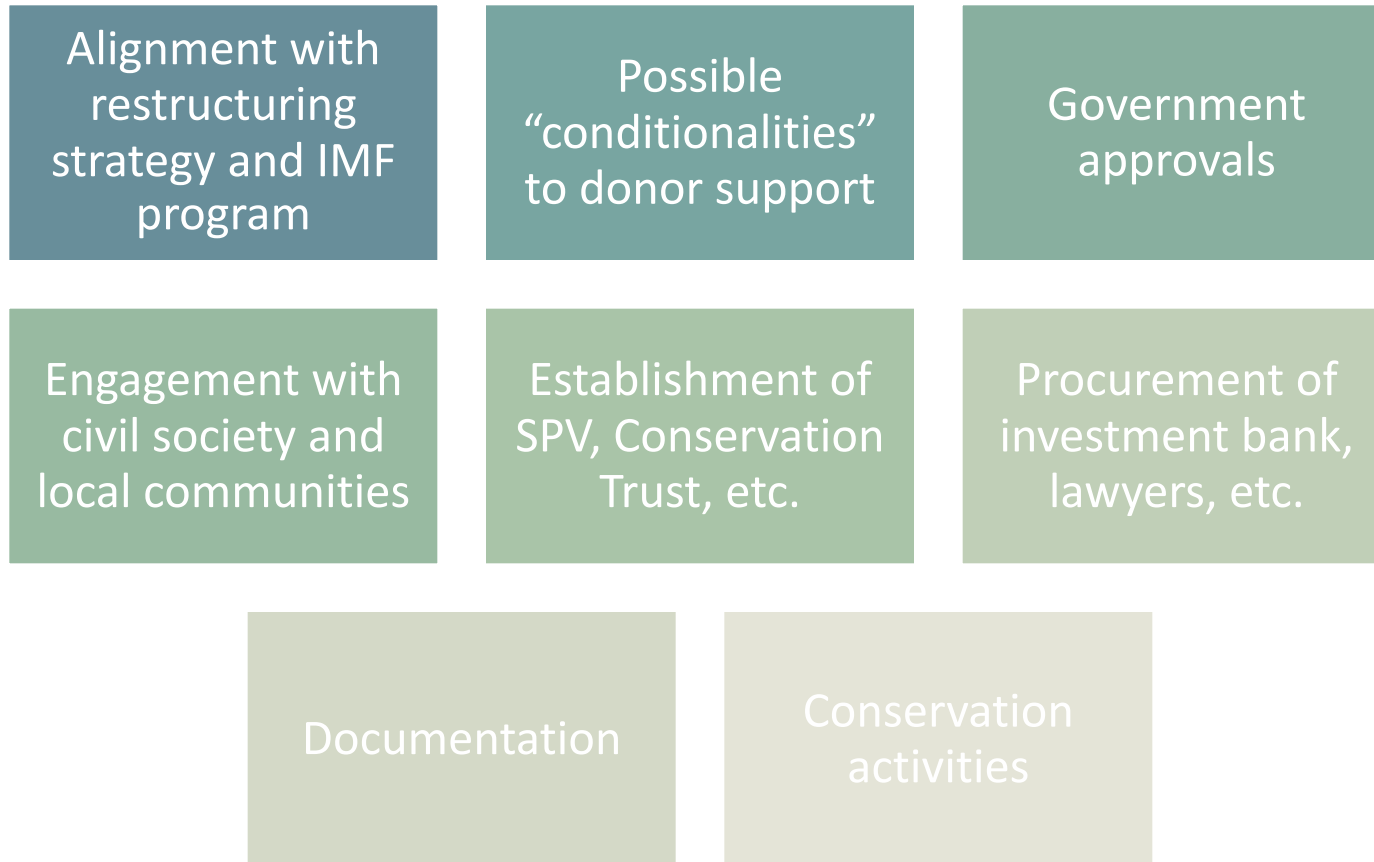 Alignment with
restructuring
strategy and IMF
program
Possible
“conditionalities”
to donor support
Government
approvals
Engagement with
civil society and
local communities
Establishment of
SPV, Conservation
Trust, etc.
Procurement of
investment bank,
lawyers, etc.
Documentation
Conservation
activities